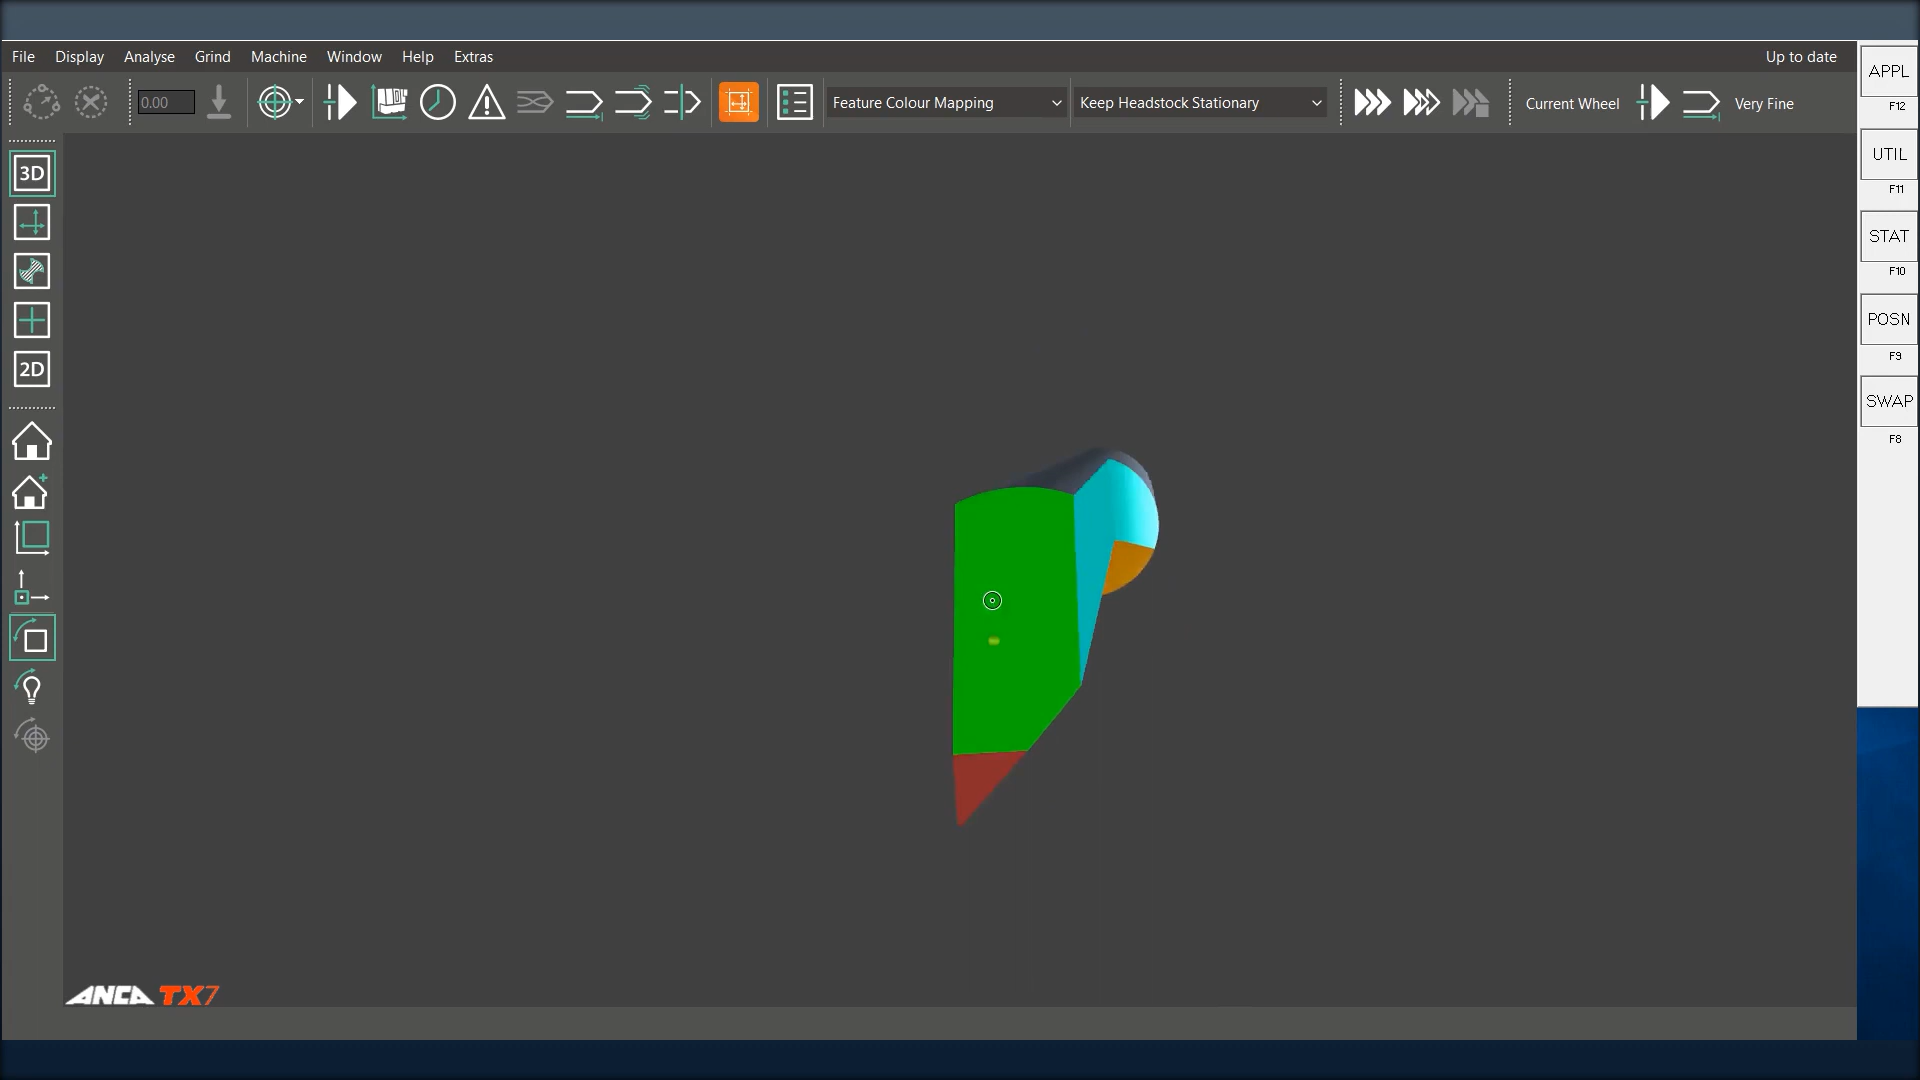 File Display Analyse Grind Machine Window Help Extras Up to date
0.00 Feature Colour Mapping Keep Headstock Stationary Current Wheel Very Fine
APPL
F12
UTIL
F11
STAT
F10
POSN
F9
SWAP
F8
3D
2D
ANCA TX7